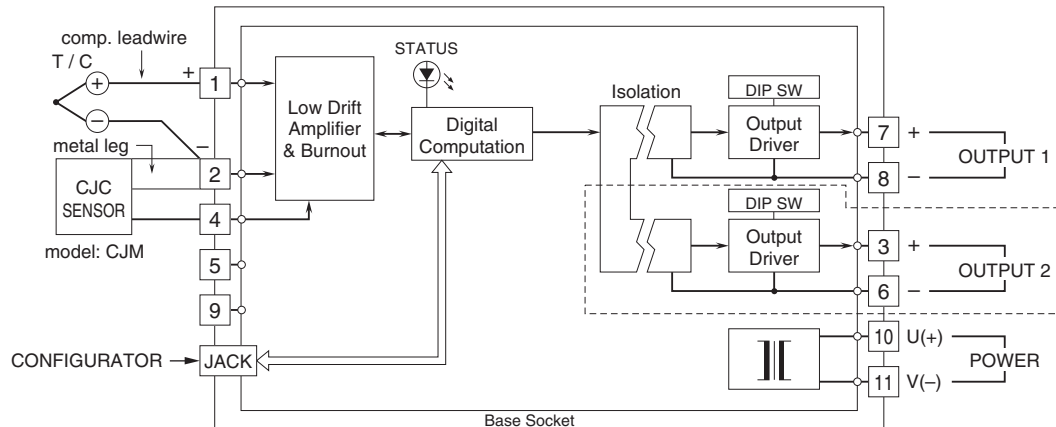 comp. leadwire
T / C
+
+
–
–
metal leg
CJC
SENSOR
model: CJM
1
2
4
5
9
CONFIGURATOR
JACK
Low Drift
Amplifier
& Burnout
STATUS
Digital
Computation
Isolation
DIP SW
Output
Driver
7
+
8
–
OUTPUT 1
DIP SW
Output
Driver
3
+
6
–
OUTPUT 2
10
U(+)
11
V(–)
POWER
Base Socket